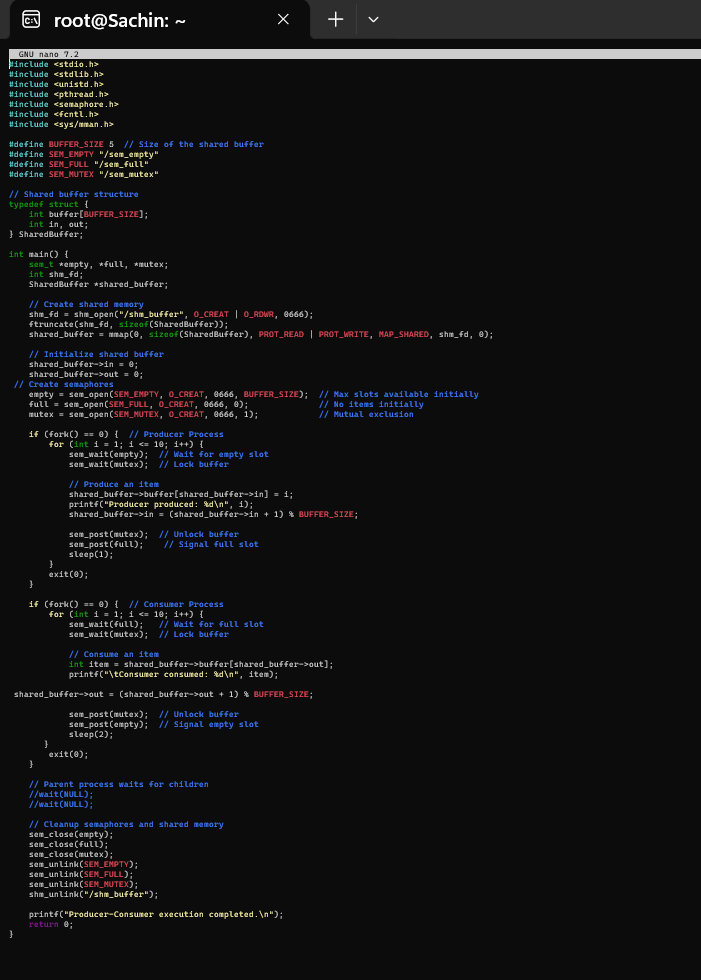 root@Sachin: ~
GNU nano 7.2
#include <stdio.h>
#include <stdlib.h>
#include <unistd.h>
#include <pthread.h>
#include <semaphore.h>
#include <fcntl.h>
#include <sys/mman.h>

#define BUFFER_SIZE 5  // Size of the shared buffer
#define SEM_EMPTY "/sem_empty"
#define SEM_FULL "/sem_full"
#define SEM_MUTEX "/sem_mutex"

// Shared buffer structure
typedef struct {
    int buffer[BUFFER_SIZE];
    int in, out;
} SharedBuffer;

int main() {
    sem_t *empty, *full, *mutex;
    int shm_fd;
    SharedBuffer *shared_buffer;

    // Create shared memory
    shm_fd = shm_open("/shm_buffer", O_CREAT | O_RDWR, 0666);
    ftruncate(shm_fd, sizeof(SharedBuffer));
    shared_buffer = mmap(0, sizeof(SharedBuffer), PROT_READ | PROT_WRITE, MAP_SHARED, shm_fd, 0);

    // Initialize shared buffer
    shared_buffer->in = 0;
    shared_buffer->out = 0;
 // Create semaphores
    empty = sem_open(SEM_EMPTY, O_CREAT, 0666, BUFFER_SIZE);  // Max slots available initially
    full = sem_open(SEM_FULL, O_CREAT, 0666, 0);              // No items initially
    mutex = sem_open(SEM_MUTEX, O_CREAT, 0666, 1);            // Mutual exclusion

    if (fork() == 0) {  // Producer Process
        for (int i = 1; i <= 10; i++) {
            sem_wait(empty);  // Wait for empty slot
            sem_wait(mutex);  // Lock buffer

            // Produce an item
            shared_buffer->buffer[shared_buffer->in] = i;
            printf("Producer produced: %d\n", i);
            shared_buffer->in = (shared_buffer->in + 1) % BUFFER_SIZE;

            sem_post(mutex);  // Unlock buffer
            sem_post(full);    // Signal full slot
            sleep(1);
        }
        exit(0);
    }

    if (fork() == 0) {  // Consumer Process
        for (int i = 1; i <= 10; i++) {
            sem_wait(full);   // Wait for full slot
            sem_wait(mutex);  // Lock buffer

            // Consume an item
            int item = shared_buffer->buffer[shared_buffer->out];
            printf("\tConsumer consumed: %d\n", item);

 shared_buffer->out = (shared_buffer->out + 1) % BUFFER_SIZE;

            sem_post(mutex);  // Unlock buffer
            sem_post(empty);  // Signal empty slot
            sleep(2);
       }
        exit(0);
    }

    // Parent process waits for children
    //wait(NULL);
    //wait(NULL);

    // Cleanup semaphores and shared memory
    sem_close(empty);
    sem_close(full);
    sem_close(mutex);
    sem_unlink(SEM_EMPTY);
    sem_unlink(SEM_FULL);
    sem_unlink(SEM_MUTEX);
    shm_unlink("/shm_buffer");

    printf("Producer-Consumer execution completed.\n");
    return 0;
}